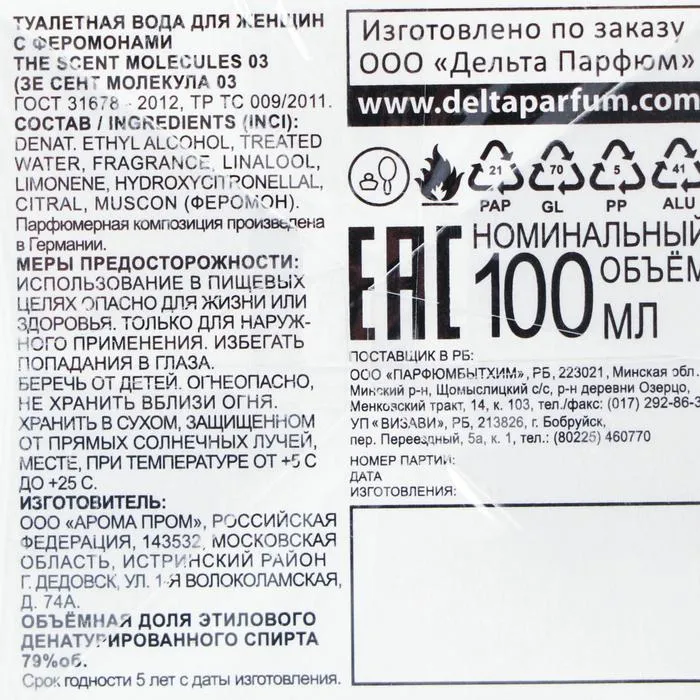 ТУАЛЕТНАЯ ВОДА ДЛЯ ЖЕНЩИН
С ФЕРОМОНАМИ
THE SCENT MOLECULES 03
(ЗЕ СЕНТ МОЛЕКУЛА 03
ГОСТ 31678 - 2012, ТР ТС 009/2011.
СОСТАВ / INGREDIENTS (INCI):
DENAT. ETHYL ALCOHOL, TREATED
WATER, FRAGRANCE, LINALOOL,
LIMONENE, HYDROXYCITRONELLAL,
CITRAL, MUSCON (ФЕРОМОН).
Парфюмерная композиция произведена
в Германии.
МЕРЫ ПРЕДОСТОРОЖНОСТИ:
ИСПОЛЬЗОВАНИЕ В ПИЩЕВЫХ
ЦЕЛЯХ ОПАСНО ДЛЯ ЖИЗНИ ИЛИ
ЗДОРОВЬЯ. ТОЛЬКО ДЛЯ НАРУЖ-
НОГО ПРИМЕНЕНИЯ. ИЗБЕГАТЬ
ПОПАДАНИЯ В ГЛАЗА.
БЕРЕЧЬ ОТ ДЕТЕЙ. ОГНЕОПАСНО,
НЕ ХРАНИТЬ ВБЛИЗИ ОГНЯ.
ХРАНИТЬ В СУХОМ, ЗАЩИЩЕННОМ
ОТ ПРЯМЫХ СОЛНЕЧНЫХ ЛУЧЕЙ,
МЕСТЕ, ПРИ ТЕМПЕРАТУРЕ ОТ +5 С
ДО +25 С.
ИЗГОТОВИТЕЛЬ:
ООО «АРОМА ПРОМ», РОССИЙСКАЯ
ФЕДЕРАЦИЯ, 143532, МОСКОВСКАЯ
ОБЛАСТЬ, ИСТРИНСКИЙ РАЙОН
Г. ДЕДОВСК, УЛ. 1-Я ВОЛОКОЛАМСКАЯ,
Д. 74А.
ОБЪЁМНАЯ ДОЛЯ ЭТИЛОВОГО
ДЕНАТУРИРОВАННОГО СПИРТА
79%об.
Срок годности 5 лет с даты изготовления.
Изготовлено по заказу
ООО «Дельта Парфюм»
www.deltaparfum.com
21 70 5 41
PAP GL PP ALU
EAC
НОМИНАЛЬНЫЙ
ОБЪЁМ
100 МЛ
ПОСТАВЩИК В РБ:
ООО «ПАРФЮМБЫТХИМ», РБ, 223021, Минская обл.
Минский р-н, Щомыслицкий с/с, р-н деревни Озерцо,
Менковский тракт, 14, к. 103, тел./факс: (017) 292-86-3
УП «ВИЗАВИ», РБ, 213826, г. Бобруйск,
пер. Переездный, 5а, к. 1, тел.: (80225) 460770
НОМЕР ПАРТИИ:
ДАТА
ИЗГОТОВЛЕНИЯ: